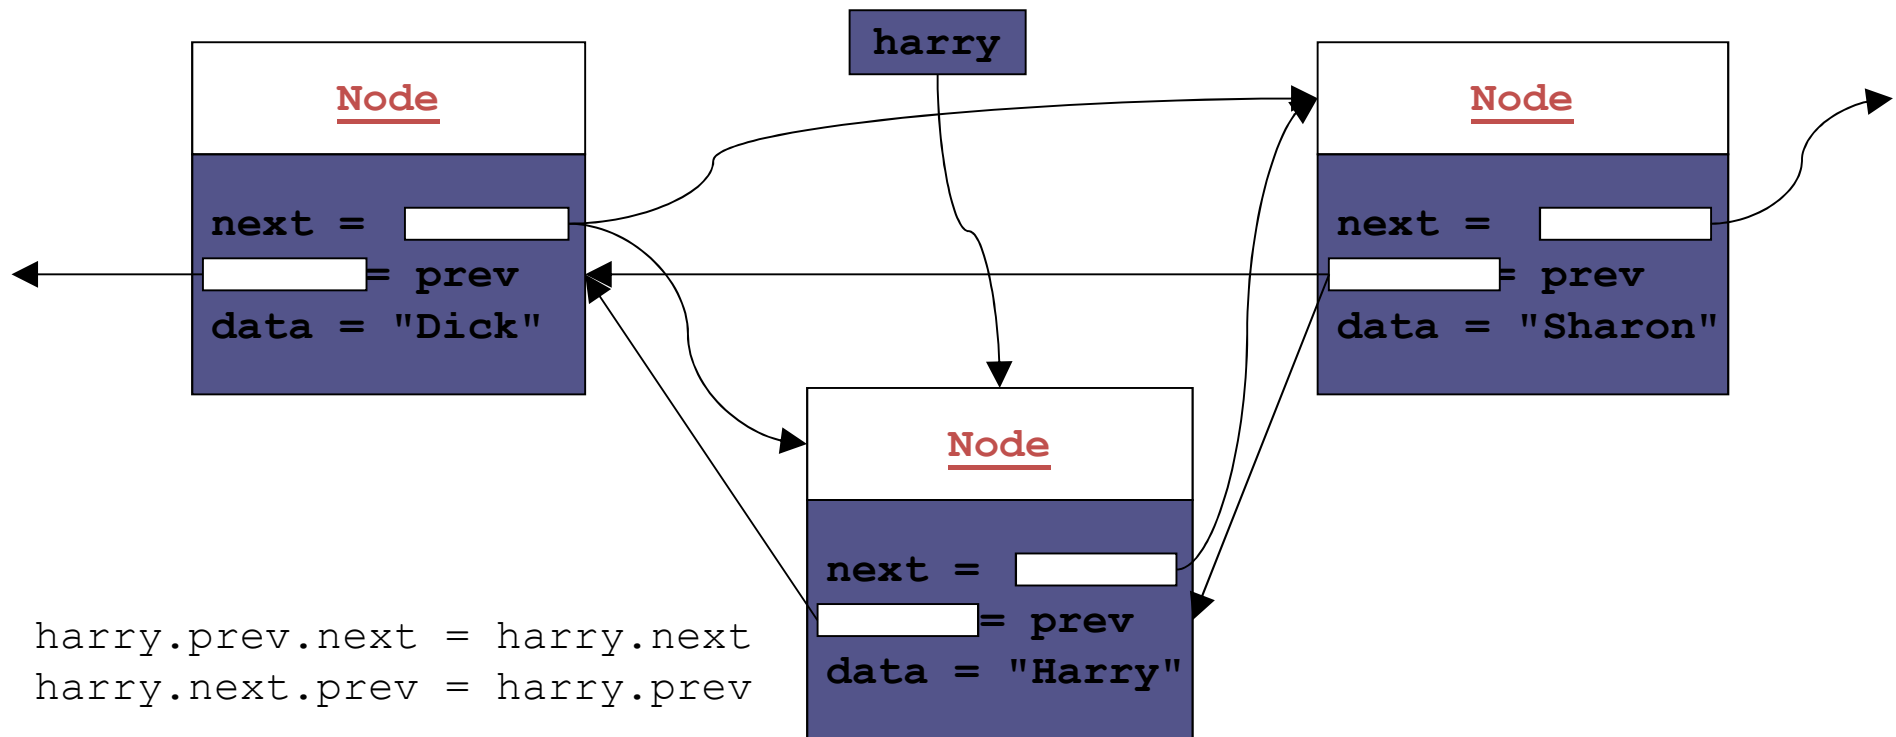 harry
Node
next =
= prev
data = "Dick"
Node
next =
= prev
data = "Sharon"
Node
next =
= prev
data = "Harry"
harry.prev.next = harry.next
harry.next.prev = harry.prev